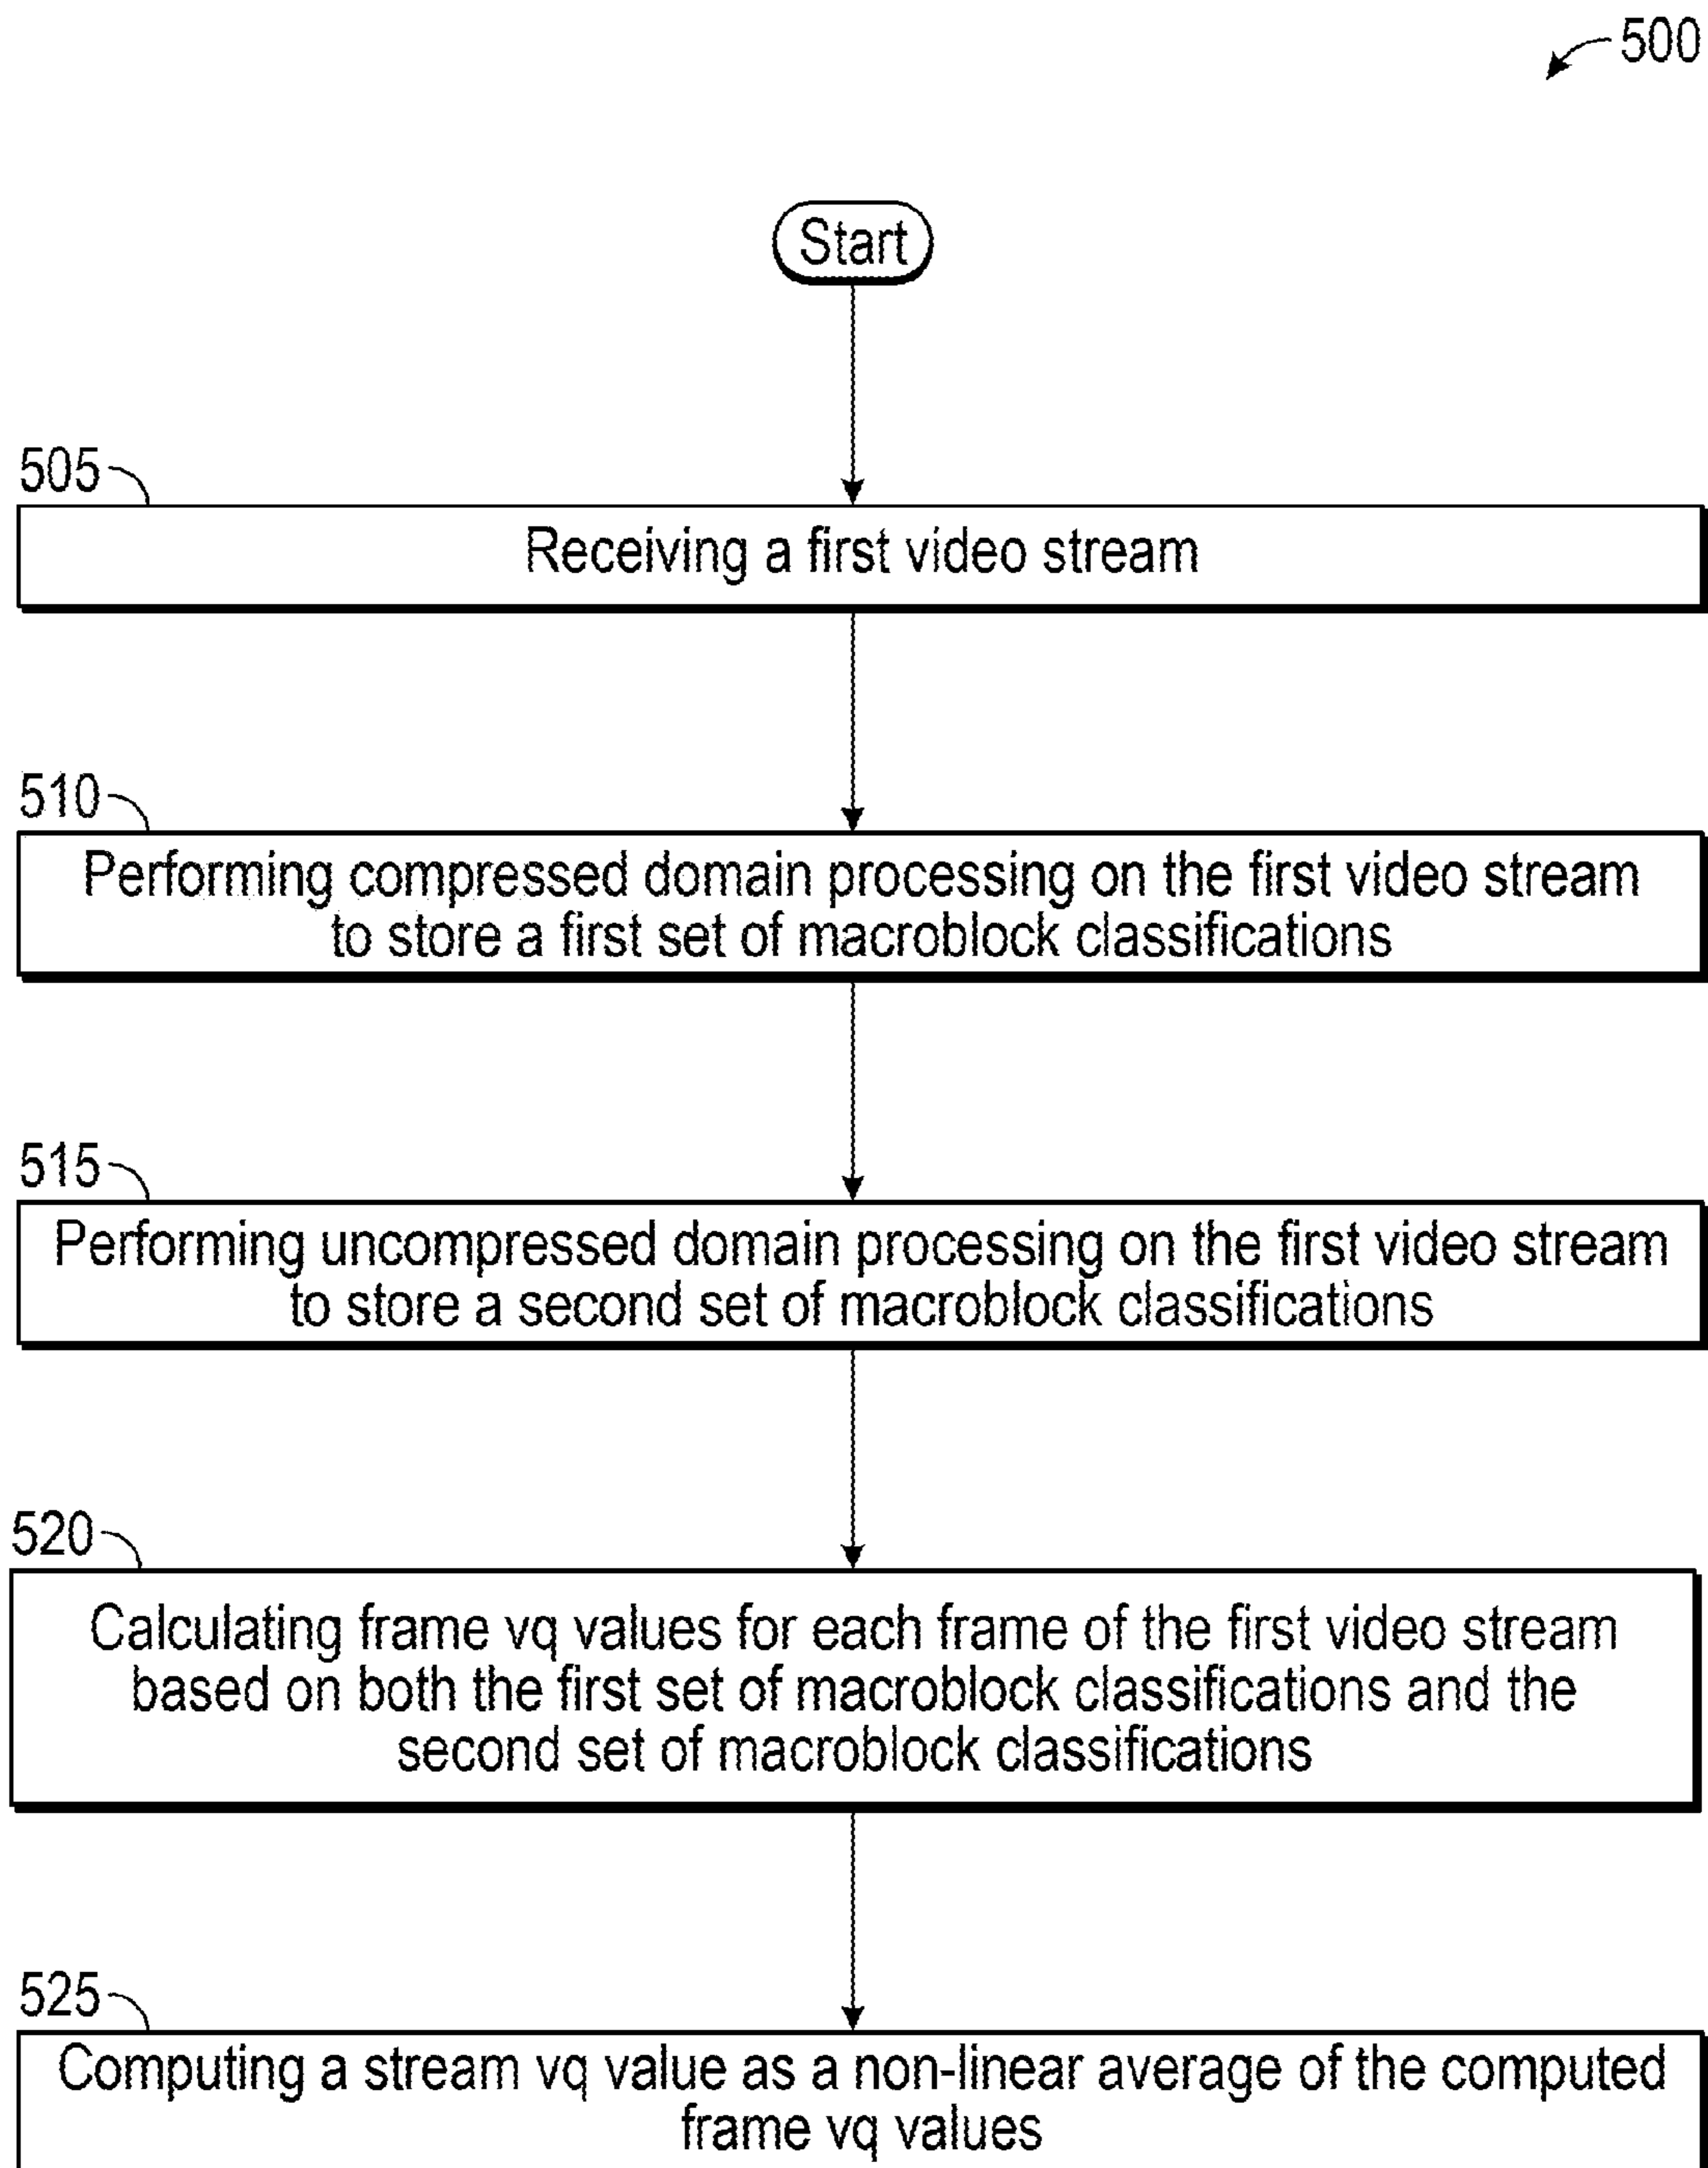 500
Start
505
Receiving a first video stream
510
Performing compressed domain processing on the first video stream
to store a first set of macroblock classifications
515
Performing uncompressed domain processing on the first video stream
to store a second set of macroblock classifications
520
Calculating frame vq values for each frame of the first video stream
based on both the first set of macroblock classifications and the
second set of macroblock classifications
525
Computing a stream vq value as a non-linear average of the computed
frame vq values